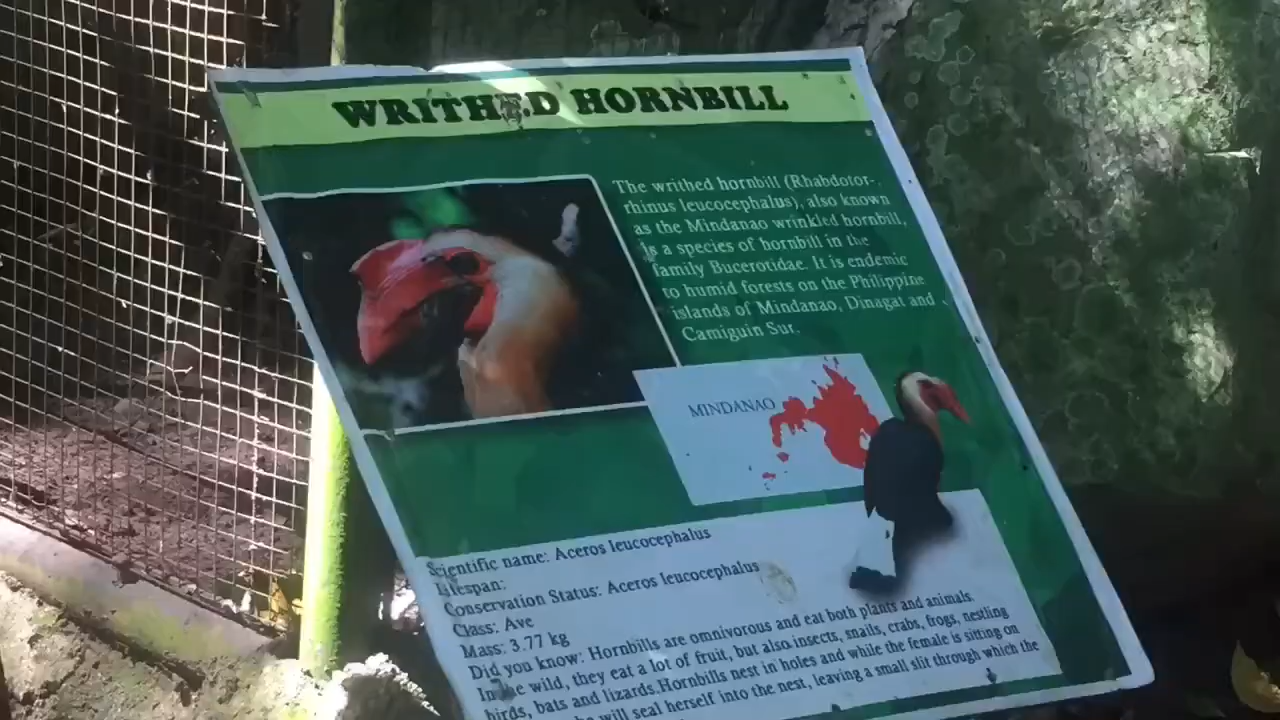 WRITHED HORNBILL
The writhed hornbill (Rhabdotor-
rhinus leucocephalus), also known
as the Mindanao wrinkled hornbill,
is a species of hornbill in the
family Bucerotidae. It is endemic
to humid forests on the Philippine
islands of Mindanao, Dinagat and
Camiguin Sur.
MINDANAO
Scientific name: Aceros leucocephalus
Lifespan:
Conservation Status: Aceros leucocephalus
Class: Ave
Mass: 3.77 kg
Did you know: Hornbills are omnivorous and eat both plants and animals.
In the wild, they eat a lot of fruit, but also insects, snails, crabs, frogs, nestling
birds, bats and lizards.Hornbills nest in holes and while the female is sitting on
will seal herself into the nest, leaving a small slit through which the